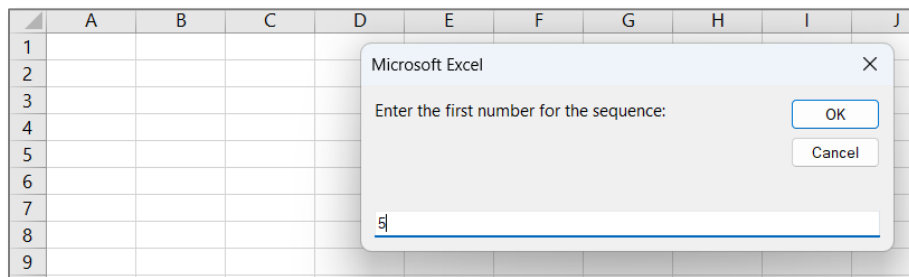 A B C D E F G H I J
1
2
3
4
5
6
7
8
9
Microsoft Excel
Enter the first number for the sequence:
OK
Cancel
5